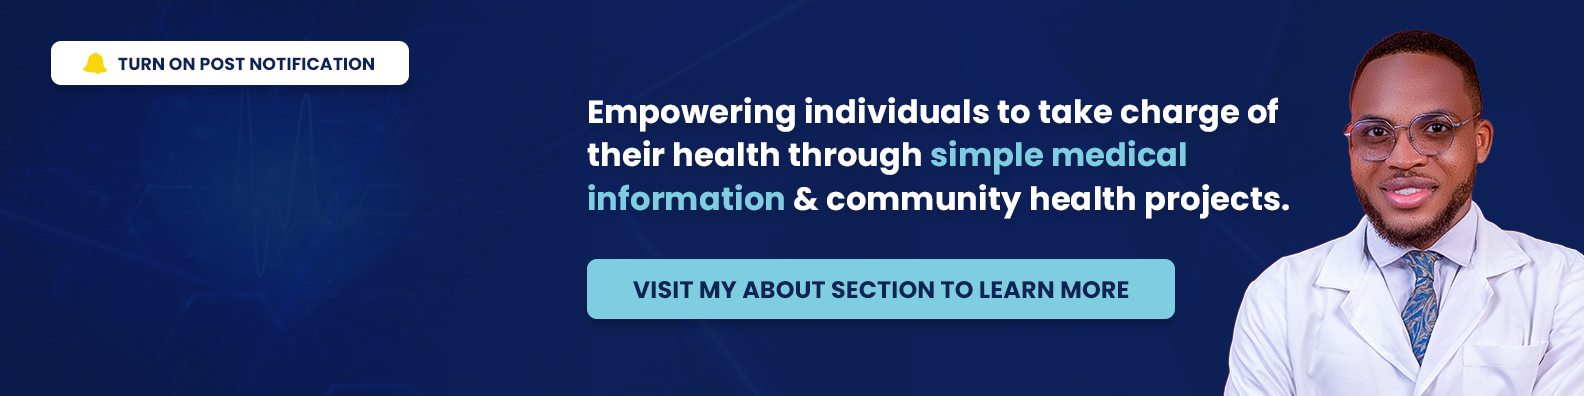 TURN ON POST NOTIFICATION
Empowering individuals to take charge of
their health through simple medical
information & community health projects.
VISIT MY ABOUT SECTION TO LEARN MORE